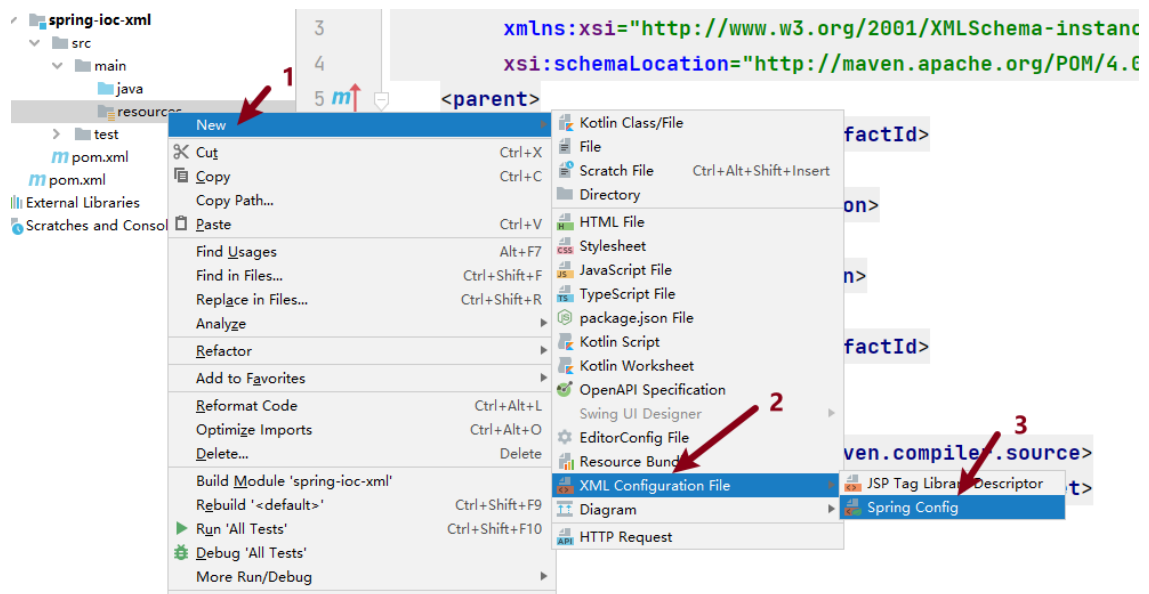 spring-ioc-xml
src
main
java
resources
test
pom.xml
pom.xml
External Libraries
Scratches and Consol
3 xmlns:xsi="http://www.w3.org/2001/XMLSchema-instanc
4 xsi:schemaLocation="http://maven.apache.org/POM/4.0
5 <parent>
factId>
on>
n>
factId>
ven.compiler.source>
t>
1
New
Cut Ctrl+X
Copy Ctrl+C
Copy Path...
Paste Ctrl+V
Find Usages Alt+F7
Find in Files... Ctrl+Shift+F
Replace in Files... Ctrl+Shift+R
Analyze
Refactor
Add to Favorites
Reformat Code Ctrl+Alt+L
Optimize Imports Ctrl+Alt+O
Delete... Delete
Build Module 'spring-ioc-xml'
Rebuild '<default>' Ctrl+Shift+F9
Run 'All Tests' Ctrl+Shift+F10
Debug 'All Tests'
More Run/Debug
Kotlin Class/File
File
Scratch File Ctrl+Alt+Shift+Insert
Directory
HTML File
Stylesheet
JavaScript File
TypeScript File
package.json File
Kotlin Script
Kotlin Worksheet
OpenAPI Specification
Swing UI Designer
2
EditorConfig File
Resource Bundle
XML Configuration File
Diagram
HTTP Request
3
JSP Tag Library Descriptor
Spring Config